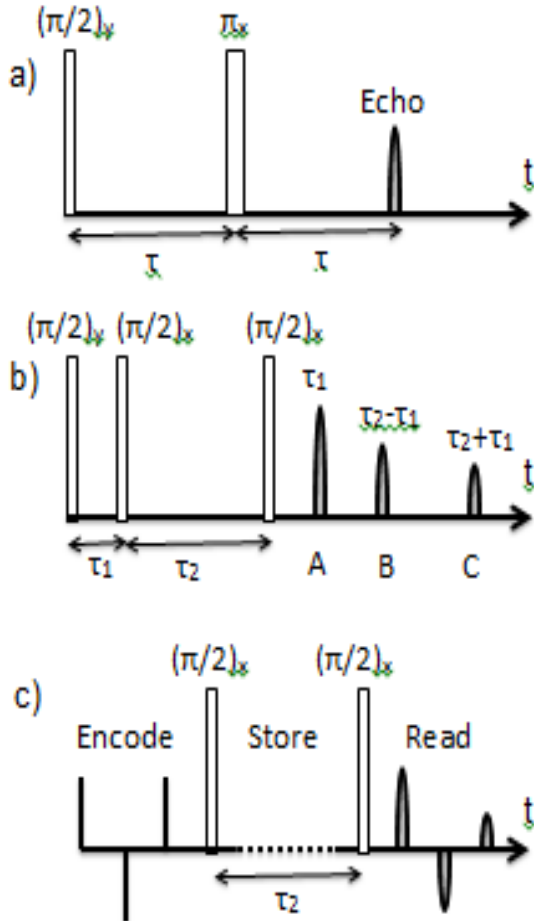 (π/2)y πx
a)
Echo
t
τ τ
(π/2)y (π/2)x (π/2)x
b)
τ1
τ2-τ1
τ2+τ1
t
τ1 τ2 A B C
(π/2)x (π/2)x
c)
Encode Store Read
t
τ2